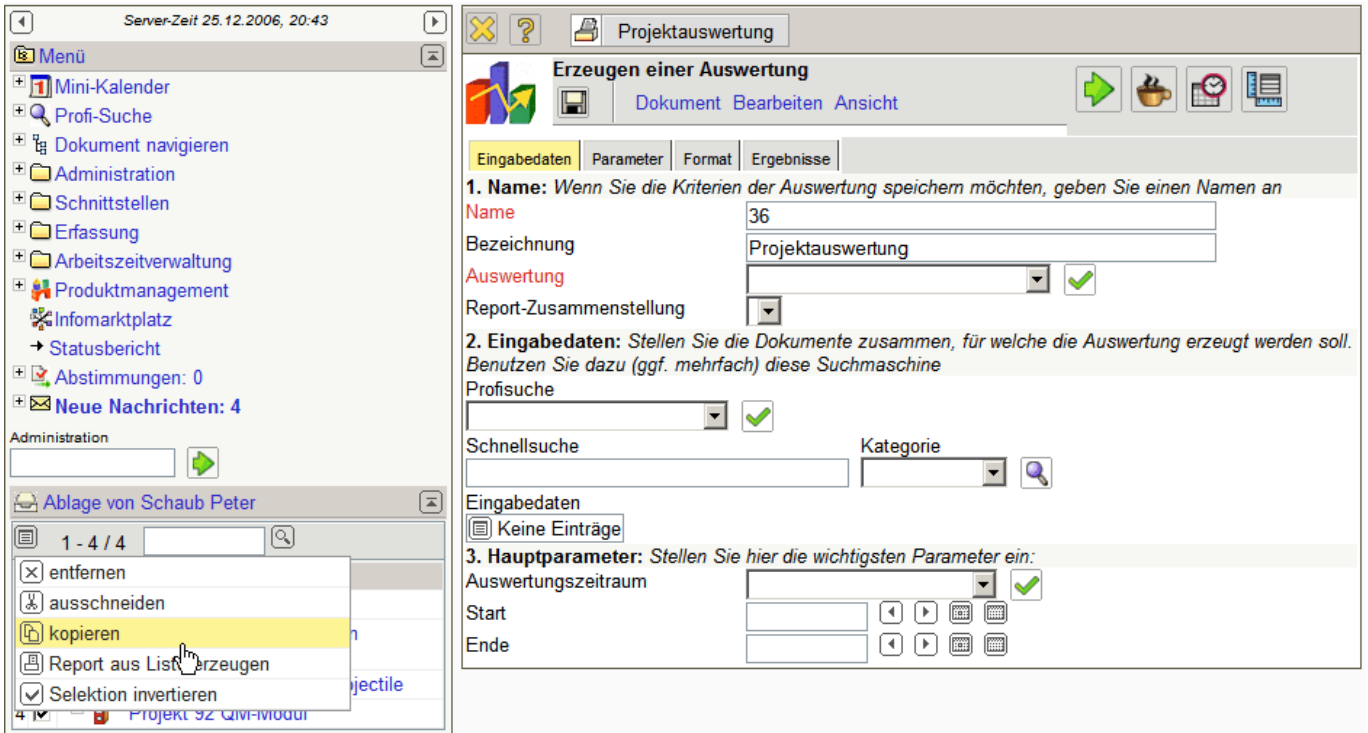 Server-Zeit 25.12.2006, 20:43
Menü
Mini-Kalender
Profi-Suche
Dokument navigieren
Administration
Schnittstellen
Erfassung
Arbeitszeitverwaltung
Produktmanagement
Infomarktplatz
Statusbericht
Abstimmungen: 0
Neue Nachrichten: 4
Administration
Ablage von Schaub Peter
1 - 4 / 4
entfernen
ausschneiden
kopieren
Report aus Liste erzeugen
Selektion invertieren
4 Projekt 92 QM-Modul
Projektauswertung
Erzeugen einer Auswertung
Dokument Bearbeiten Ansicht
Eingabedaten Parameter Format Ergebnisse
1. Name: Wenn Sie die Kriterien der Auswertung speichern möchten, geben Sie einen Namen an
Name 36
Bezeichnung Projektauswertung
Auswertung
Report-Zusammenstellung
2. Eingabedaten: Stellen Sie die Dokumente zusammen, für welche die Auswertung erzeugt werden soll.
Benutzen Sie dazu (ggf. mehrfach) diese Suchmaschine
Profisuche
Schnellsuche Kategorie
Eingabedaten
Keine Einträge
3. Hauptparameter: Stellen Sie hier die wichtigsten Parameter ein:
Auswertungszeitraum
Start
Ende